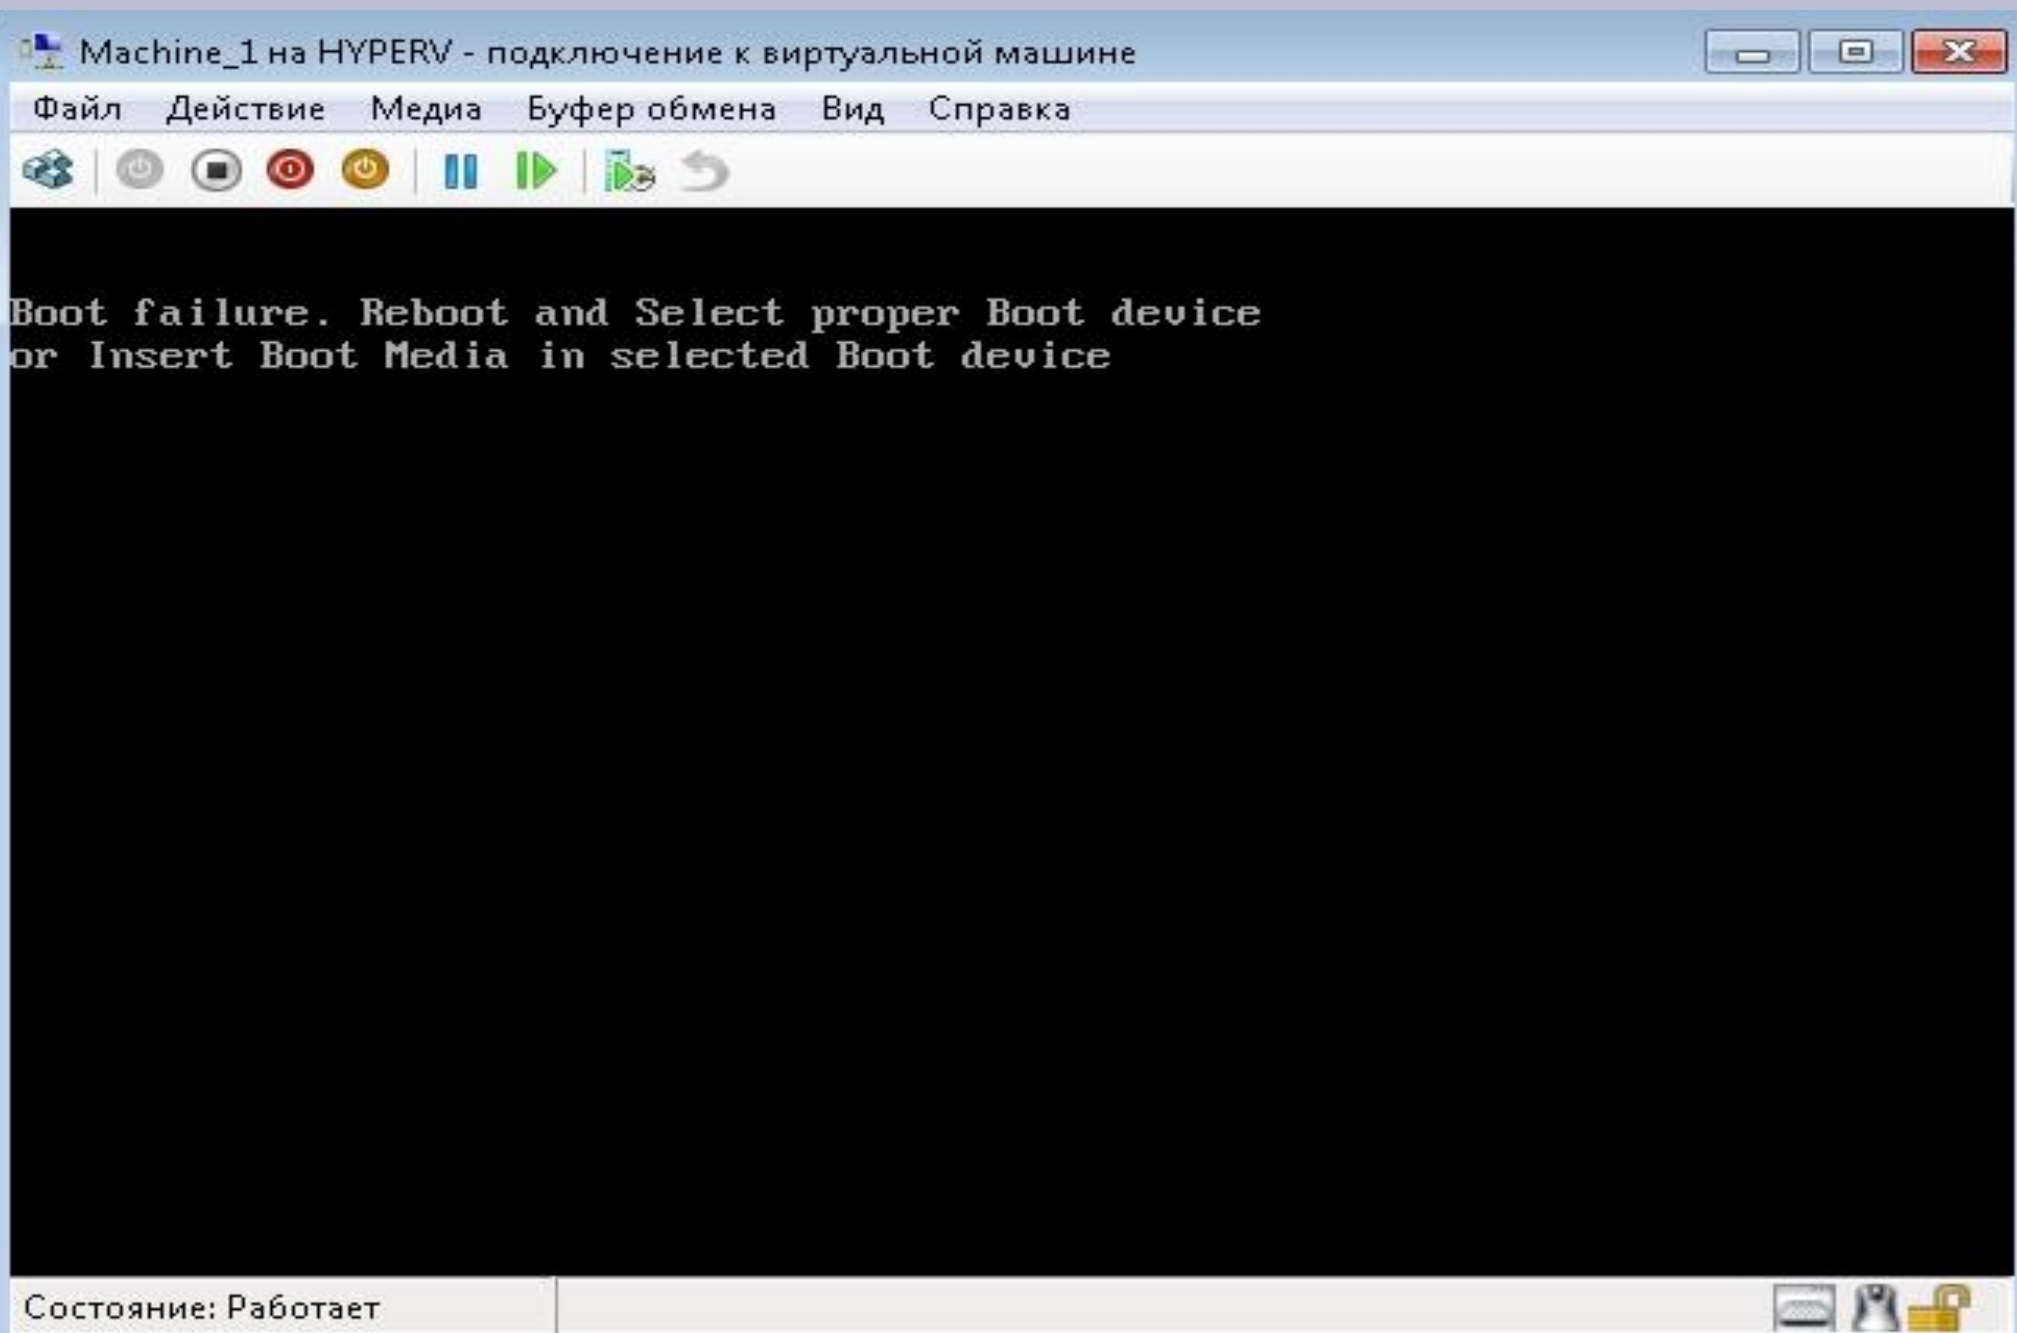 Machine_1 на HYPERV - подключение к виртуальной машине
Файл Действие Медиа Буфер обмена Вид Справка
Boot failure. Reboot and Select proper Boot device
or Insert Boot Media in selected Boot device
Состояние: Работает